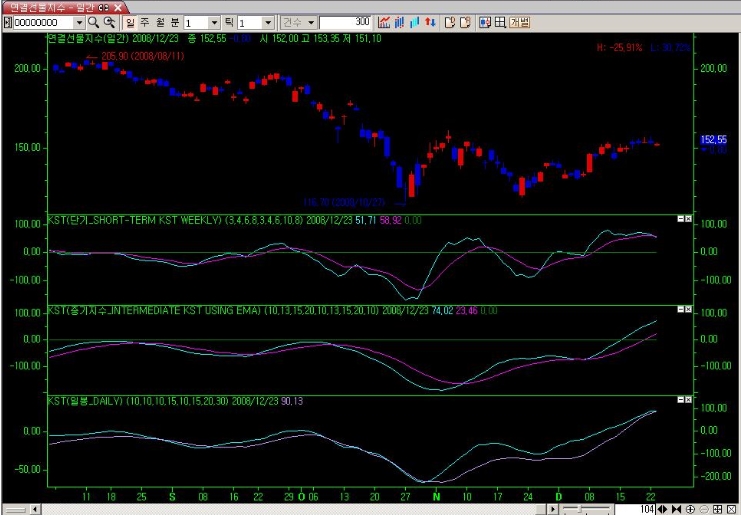 연결선물지수 - 일간
00000000 일 주 월 분 1 틱 1 건수 300 개별
연결선물지수(일간) 2008/12/23 종 152,55 -0,60 시 152,00 고 153,35 저 151,10
205,90 (2008/08/11)
H: -25,91% L: 30,72%
200,00 200,00
152,55
150,00
115,70 (2008/10/27)
KST(단기_SHORT-TERM KST WEEKLY) (3,4,6,8,3,4,6,10,8) 2008/12/23 51,71 58,92 0,00
100,00 100,00
0,00 0,00
-100,00 -100,00
KST(중기지수_INTERMEDIATE KST USING EMA) (10,13,15,20,10,13,15,20,10) 2008/12/23 74,02 23,46 0,00
100,00 100,00
0,00 0,00
-100,00 -100,00
KST(일봉_DAILY) (10,10,10,15,10,15,20,30) 2008/12/23 90,13
100,00
0,00 0,00
-100,00
-50,00 -200,00
11 18 25 S 08 16 22 29 O 06 13 20 27 N 10 17 24 D 08 15 22
104